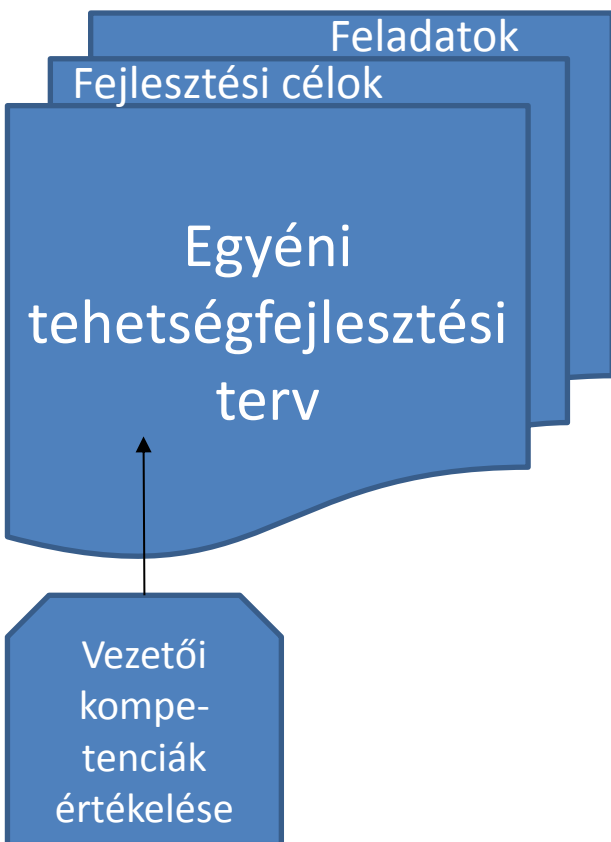 Feladatok
Fejlesztési célok
Egyéni
tehetségfejlesztési
terv
Vezetői
kompe-
tenciák
értékelése